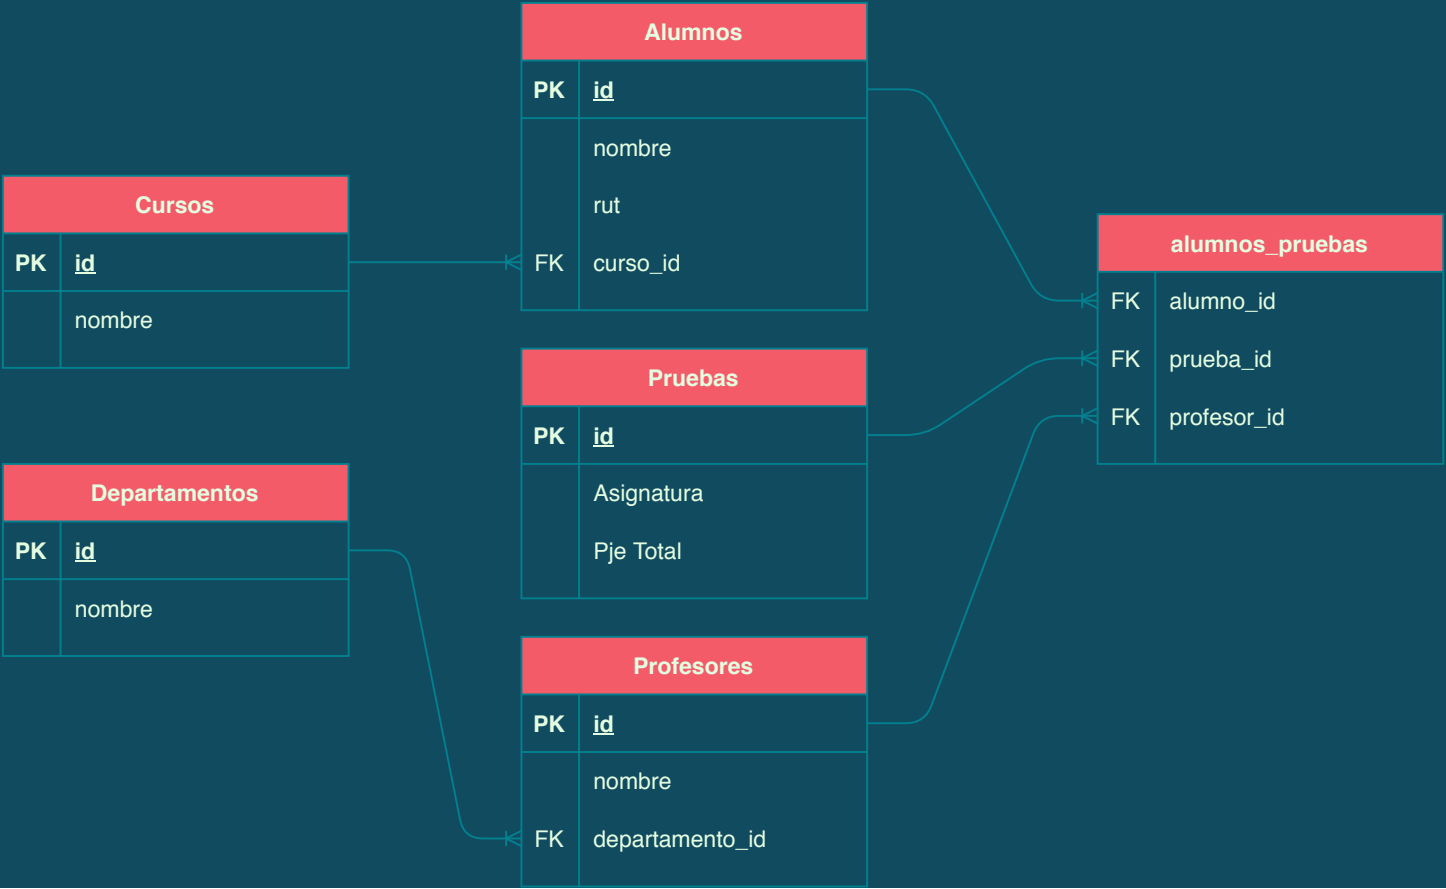 Alumnos
PK id
nombre
rut
FK curso_id
Cursos
PK id
nombre
alumnos_pruebas
FK alumno_id
FK prueba_id
FK profesor_id
Pruebas
PK id
Asignatura
Pje Total
Departamentos
PK id
nombre
Profesores
PK id
nombre
FK departamento_id